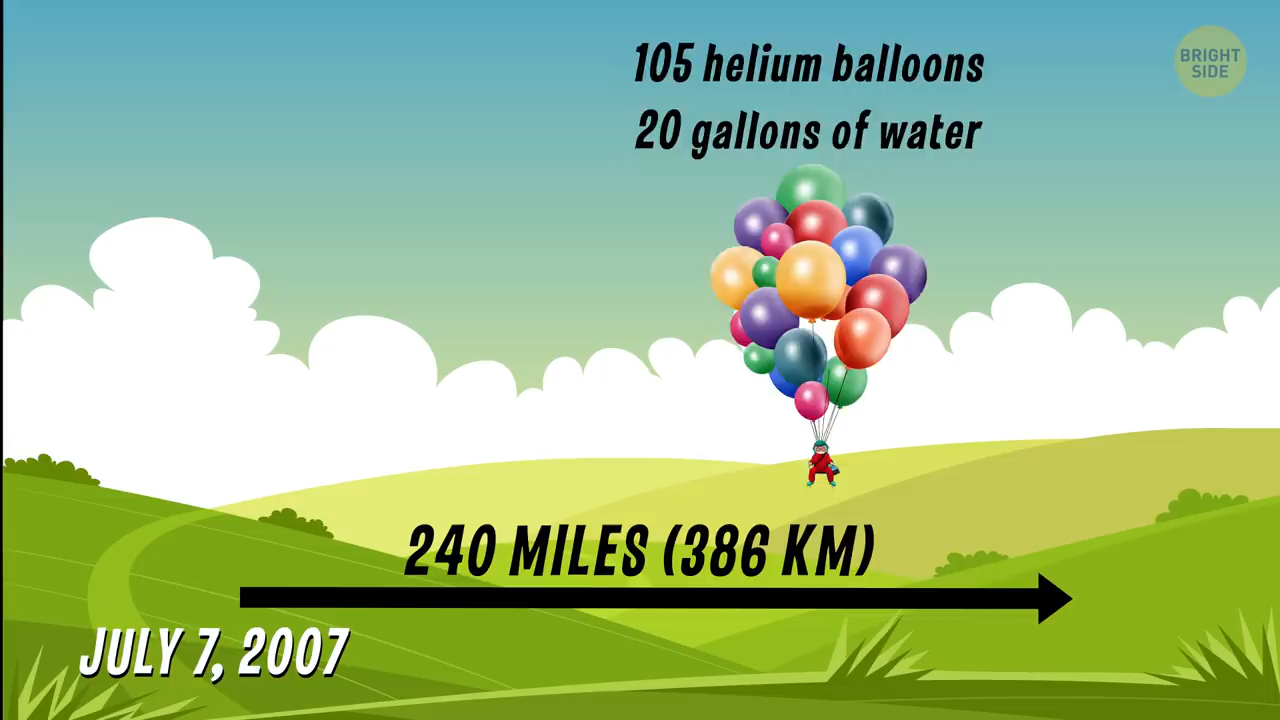 105 helium balloons
20 gallons of water
BRIGHT
SIDE
240 MILES (386 KM)
JULY 7, 2007